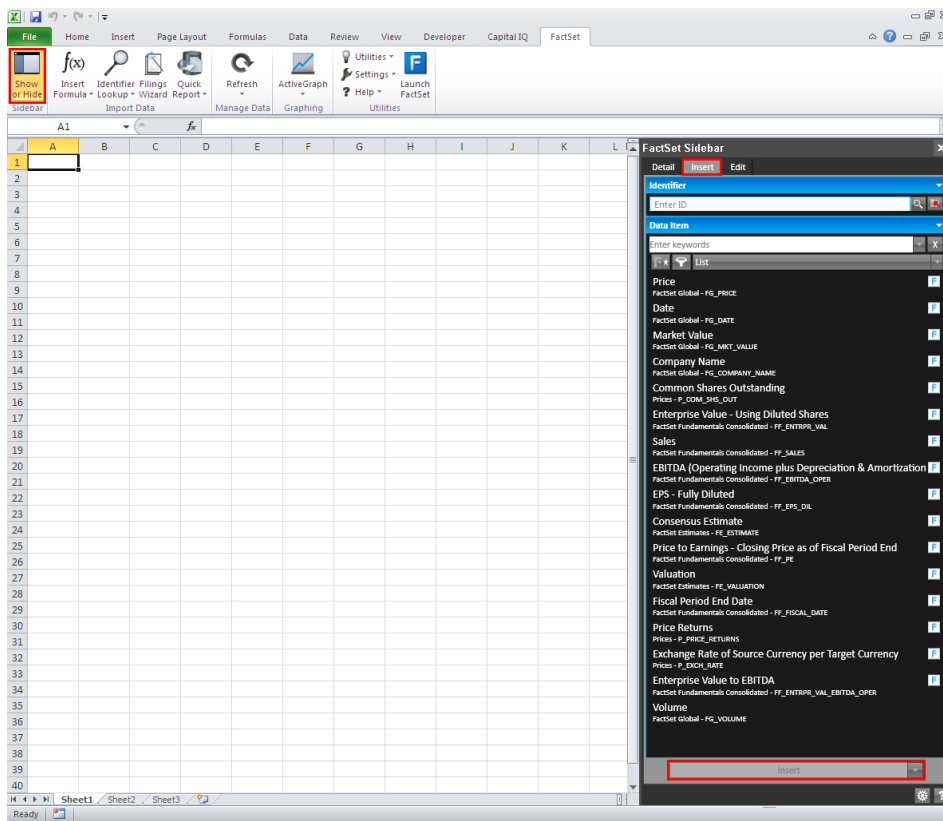 File Home Insert Page Layout Formulas Data Review View Developer Capital IQ FactSet
Show or Hide
f(x) Insert Formula
Identifier Lookup
Filings Wizard
Quick Report
Refresh
ActiveGraph
Utilities
Settings
? Help
F Launch FactSet
Sidebar Import Data Manage Data Graphing Utilities
A1 fx
A B C D E F G H I J K L
1
2
3
4
5
6
7
8
9
10
11
12
13
14
15
16
17
18
19
20
21
22
23
24
25
26
27
28
29
30
31
32
33
34
35
36
37
38
39
40
FactSet Sidebar x
Detail Insert Edit
Identifier
Enter ID
Data Item
Enter keywords x
List
Price F
FactSet Global - FG_PRICE
Date F
FactSet Global - FG_DATE
Market Value F
FactSet Global - FG_MKT_VALUE
Company Name F
FactSet Global - FG_COMPANY_NAME
Common Shares Outstanding F
Prices - P_COM_SHS_OUT
Enterprise Value - Using Diluted Shares F
FactSet Fundamentals Consolidated - FF_ENTRPR_VAL
Sales F
FactSet Fundamentals Consolidated - FF_SALES
EBITDA (Operating Income plus Depreciation & Amortization F
FactSet Fundamentals Consolidated - FF_EBITDA_OPER
EPS - Fully Diluted F
FactSet Fundamentals Consolidated - FF_EPS_DIL
Consensus Estimate F
FactSet Estimates - FE_ESTIMATE
Price to Earnings - Closing Price as of Fiscal Period End F
FactSet Fundamentals Consolidated - FF_PE
Valuation F
FactSet Estimates - FE_VALUATION
Fiscal Period End Date F
FactSet Fundamentals Consolidated - FF_FISCAL_DATE
Price Returns F
Prices - P_PRICE_RETURNS
Exchange Rate of Source Currency per Target Currency F
Prices - P_EXCH_RATE
Enterprise Value to EBITDA F
FactSet Fundamentals Consolidated - FF_ENTRPR_VAL_EBITDA_OPER
Volume
FactSet Global - FG_VOLUME
Insert
Sheet1 Sheet2 Sheet3
Ready